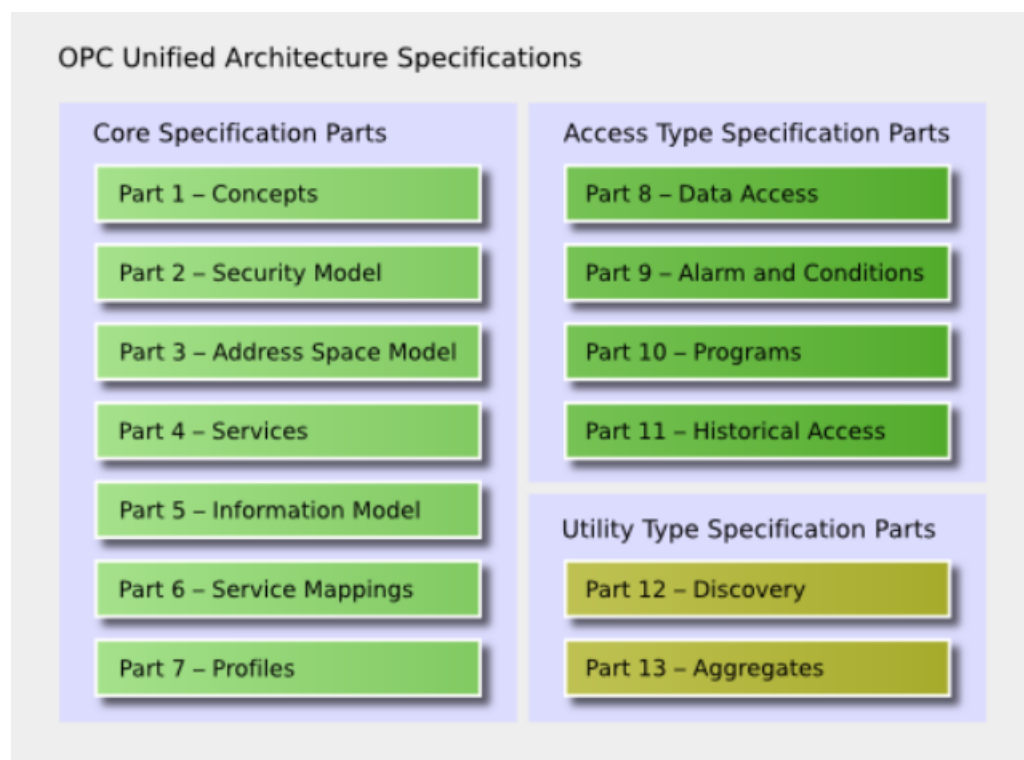 OPC Unified Architecture Specifications
Core Specification Parts
Part 1 – Concepts
Part 2 – Security Model
Part 3 – Address Space Model
Part 4 – Services
Part 5 – Information Model
Part 6 – Service Mappings
Part 7 – Profiles
Access Type Specification Parts
Part 8 – Data Access
Part 9 – Alarm and Conditions
Part 10 – Programs
Part 11 – Historical Access
Utility Type Specification Parts
Part 12 – Discovery
Part 13 – Aggregates